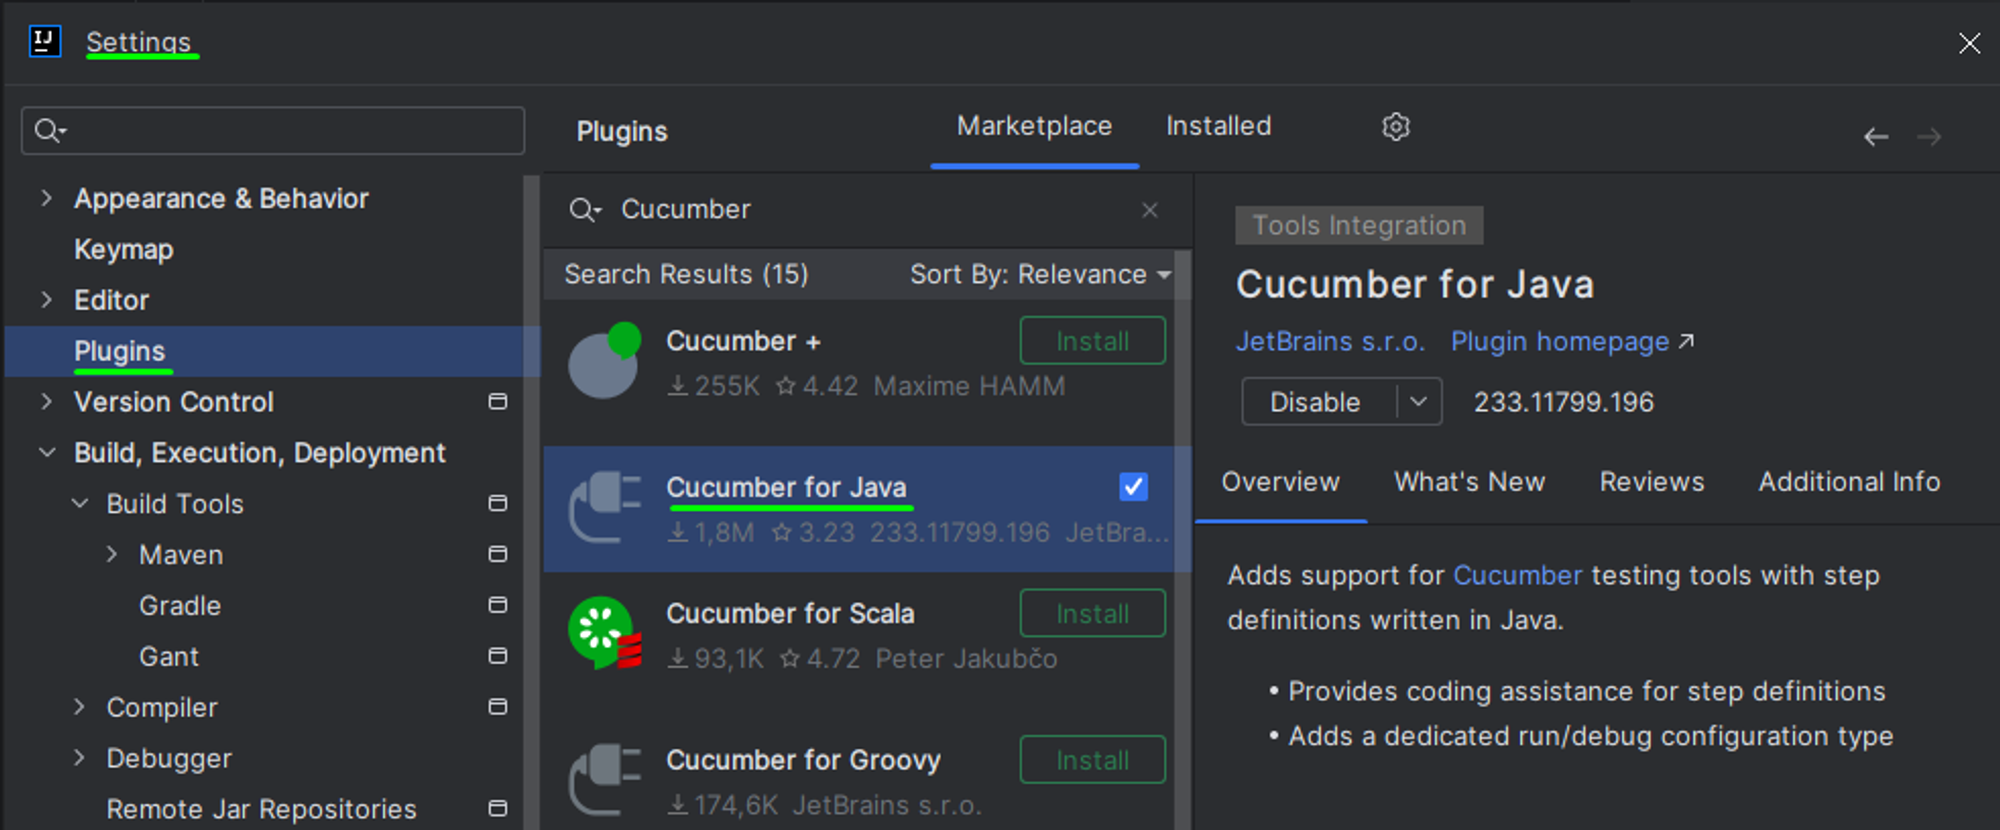 IJ
Settings
Plugins
Marketplace
Installed
Appearance & Behavior
Keymap
Editor
Plugins
Version Control
Build, Execution, Deployment
Build Tools
Maven
Gradle
Gant
Compiler
Debugger
Remote Jar Repositories
Cucumber
Search Results (15) Sort By: Relevance
Cucumber + Install
255K 4.42 Maxime HAMM
Cucumber for Java
1,8M 3.23 233.11799.196 JetBra...
Cucumber for Scala Install
93,1K 4.72 Peter Jakubčo
Cucumber for Groovy Install
174,6K JetBrains s.r.o.
Tools Integration
Cucumber for Java
JetBrains s.r.o. Plugin homepage ↗
Disable 233.11799.196
Overview What's New Reviews Additional Info
Adds support for Cucumber testing tools with step
definitions written in Java.
• Provides coding assistance for step definitions
• Adds a dedicated run/debug configuration type